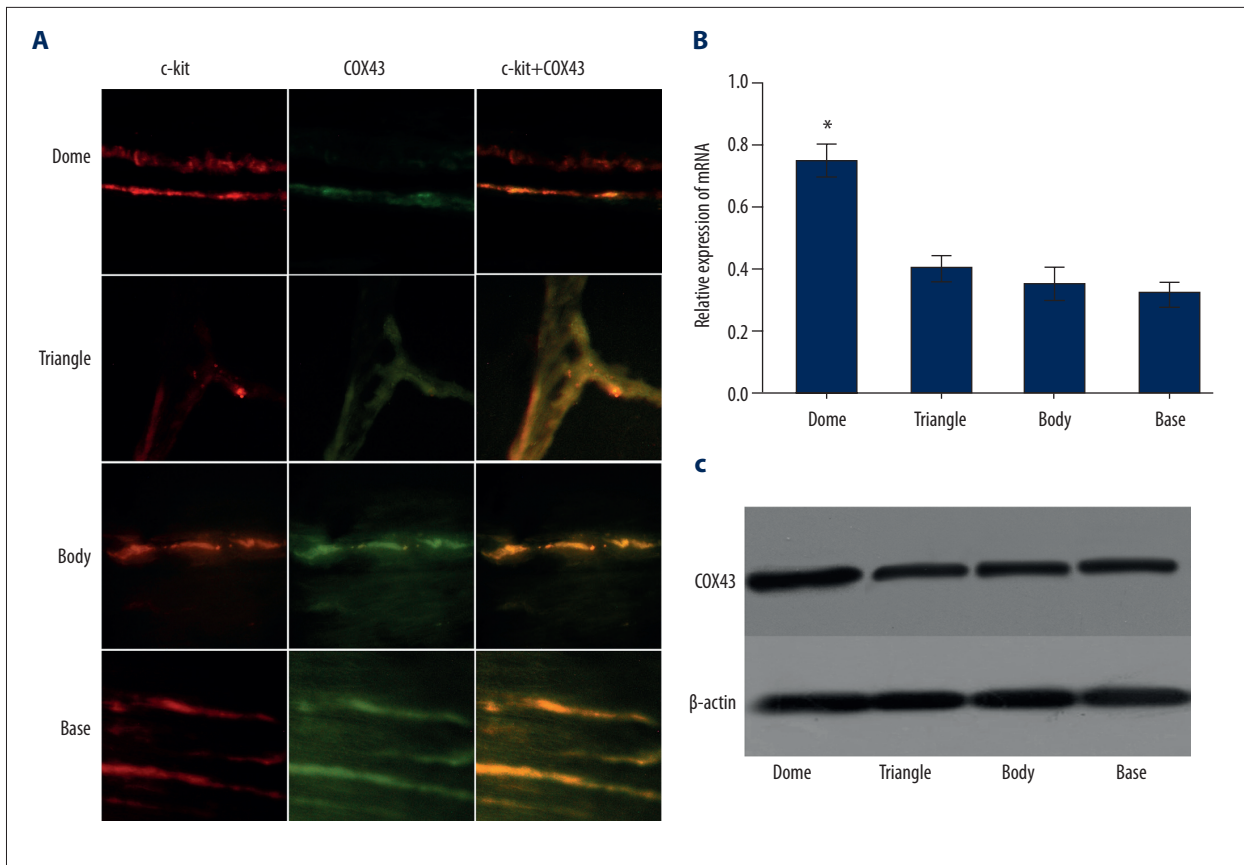 A
c-kit COX43 c-kit+COX43
Dome
Triangle
Body
Base
B
Relative expression of mRNA
1.0
0.8
0.6
0.4
0.2
0.0
*
Dome Triangle Body Base
C
COX43
β-actin
Dome Triangle Body Base